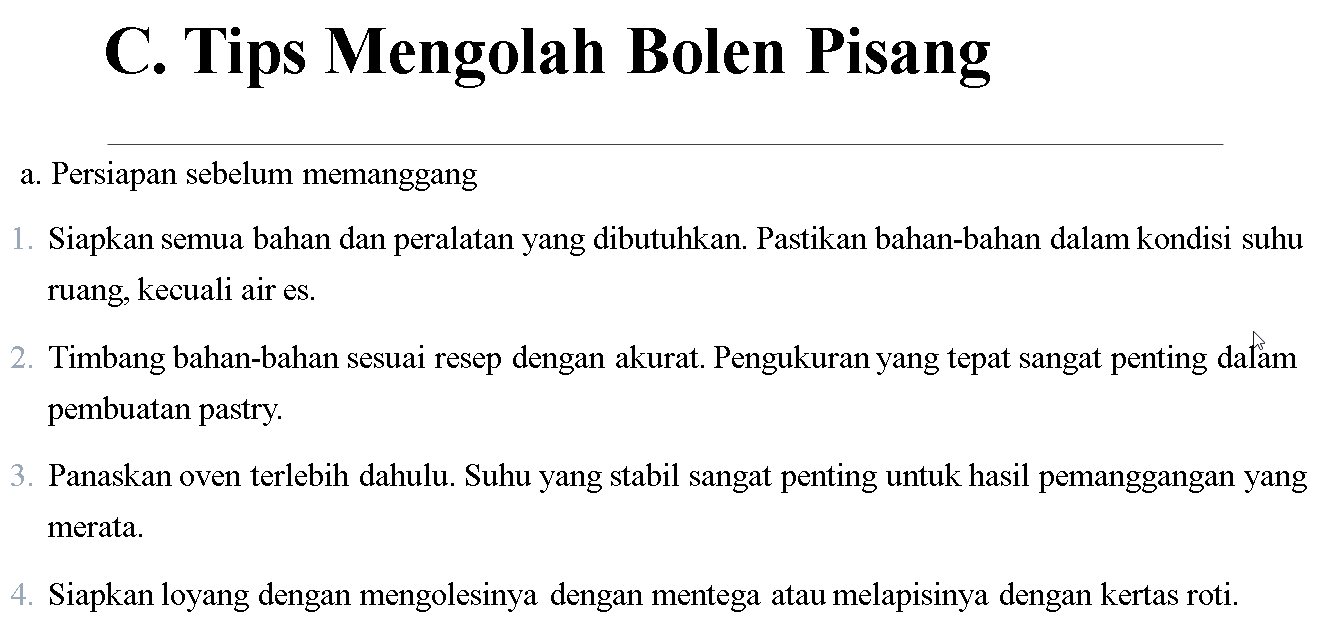 C. Tips Mengolah Bolen Pisang
a. Persiapan sebelum memanggang
1. Siapkan semua bahan dan peralatan yang dibutuhkan. Pastikan bahan-bahan dalam kondisi suhu
ruang, kecuali air es.
2. Timbang bahan-bahan sesuai resep dengan akurat. Pengukuran yang tepat sangat penting dalam
pembuatan pastry.
3. Panaskan oven terlebih dahulu. Suhu yang stabil sangat penting untuk hasil pemanggangan yang
merata.
4. Siapkan loyang dengan mengolesinya dengan mentega atau melapisinya dengan kertas roti.